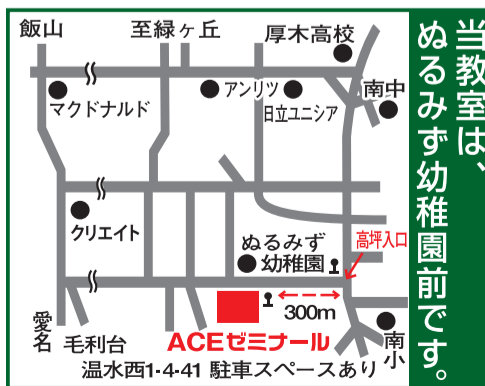 当教室は、
ぬるみず幼稚園前です。
飯山
至緑ヶ丘
厚木高校
マクドナルド
アンリツ
日立ユニシア
南中
クリエイト
ぬるみず
幼稚園
高坪入口
300m
愛名
毛利台
ACEゼミナール
南小
温水西1-4-41 駐車スペースあり